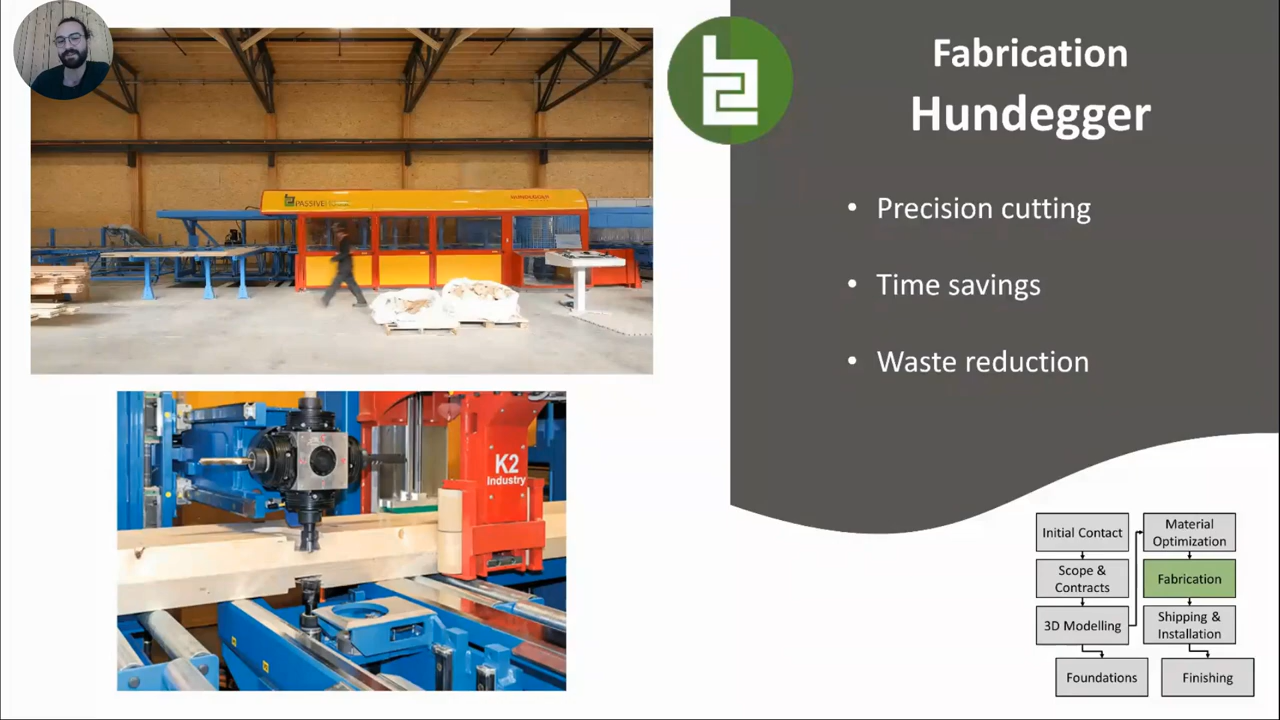 Fabrication
Hundegger
• Precision cutting
• Time savings
• Waste reduction
PASSIVE
K2
Industry
Initial Contact
Scope &
Contracts
3D Modelling
Foundations
Material
Optimization
Fabrication
Shipping &
Installation
Finishing